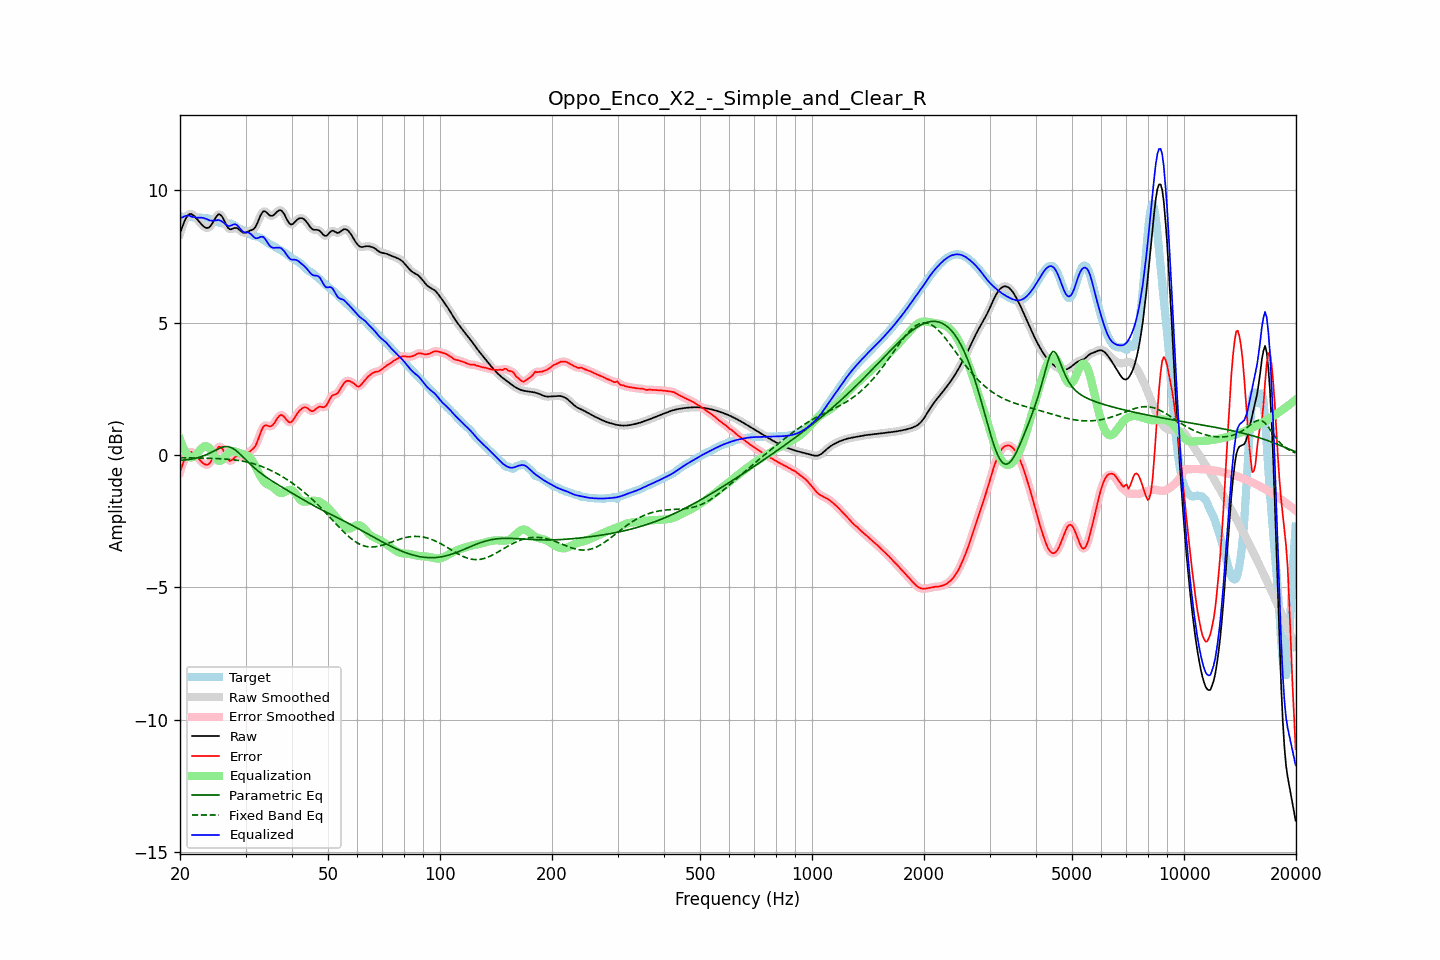 Oppo_Enco_X2_-_Simple_and_Clear_R
10
5
0
−5
−10
−15
Amplitude (dBr)
Target
Raw Smoothed
Error Smoothed
Raw
Error
Equalization
Parametric Eq
Fixed Band Eq
Equalized
20 50 100 200 500 1000 2000 5000 10000 20000
Frequency (Hz)